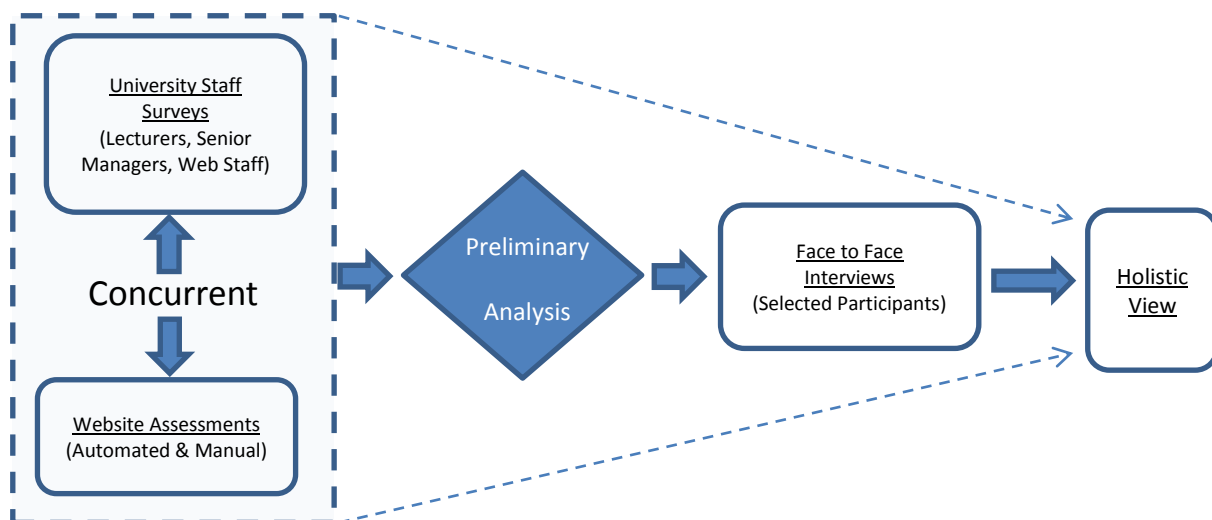 University Staff
Surveys
(Lecturers, Senior
Managers, Web Staff)
Concurrent
Website Assessments
(Automated & Manual)
Preliminary
Analysis
Face to Face
Interviews
(Selected Participants)
Holistic
View